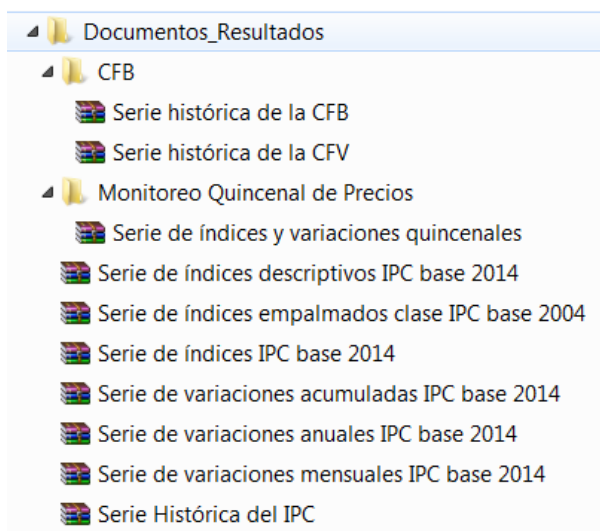 Documentos_Resultados
CFB
Serie histórica de la CFB
Serie histórica de la CFV
Monitoreo Quincenal de Precios
Serie de índices y variaciones quincenales
Serie de índices descriptivos IPC base 2014
Serie de índices empalmados clase IPC base 2004
Serie de índices IPC base 2014
Serie de variaciones acumuladas IPC base 2014
Serie de variaciones anuales IPC base 2014
Serie de variaciones mensuales IPC base 2014
Serie Histórica del IPC